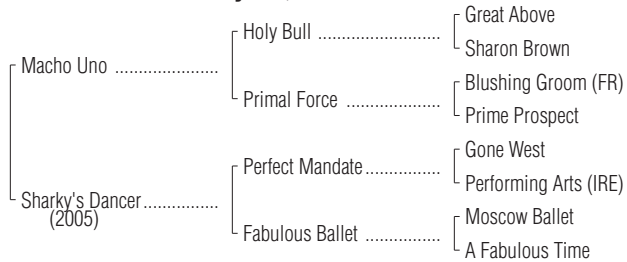 Great Above
Holy Bull ......................
Sharon Brown
Macho Uno ...................
Blushing Groom (FR)
Primal Force .................
Prime Prospect
Gone West
Perfect Mandate..............
Performing Arts (IRE)
Sharky's Dancer..............
(2005)
Moscow Ballet
Fabulous Ballet ..............
A Fabulous Time